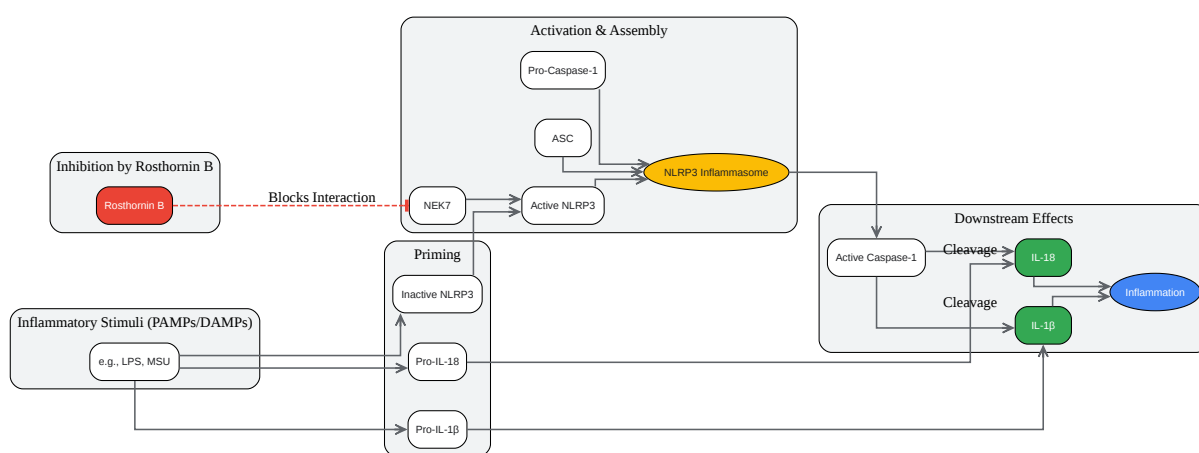 Activation & Assembly
Pro-Caspase-1
ASC
NLRP3 Inflammasome
Inhibition by Rosthornin B
Rosthornin B
Blocks Interaction
NEK7
Active NLRP3
Priming
Inactive NLRP3
Inflammatory Stimuli (PAMPs/DAMPs)
e.g., LPS, MSU
Pro-IL-18
Pro-IL-1β
Downstream Effects
Active Caspase-1
Cleavage
IL-18
Cleavage
IL-1β
Inflammation